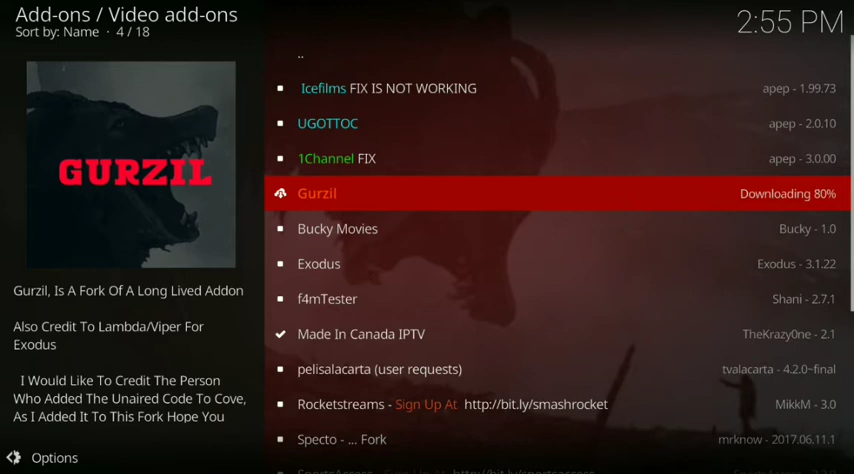 Add-ons / Video add-ons
Sort by: Name · 4 / 18
2:55 PM
GURZIL
Gurzil, Is A Fork Of A Long Lived Addon
Also Credit To Lambda/Viper For
Exodus
I Would Like To Credit The Person
Who Added The Unaired Code To Cove,
As I Added It To This Fork Hope You
Options
..
Icefilms FIX IS NOT WORKING apep - 1.99.73
UGOTTOC apep - 2.0.10
1Channel FIX apep - 3.0.00
Gurzil Downloading 80%
Bucky Movies Bucky - 1.0
Exodus Exodus - 3.1.22
f4mTester Shani - 2.7.1
Made In Canada IPTV TheKrazy0ne - 2.1
pelisalacarta (user requests) tvalacarta - 4.2.0~final
Rocketstreams - Sign Up At http://bit.ly/smashrocket MikkM - 3.0
Specto - ... Fork mrknow - 2017.06.11.1